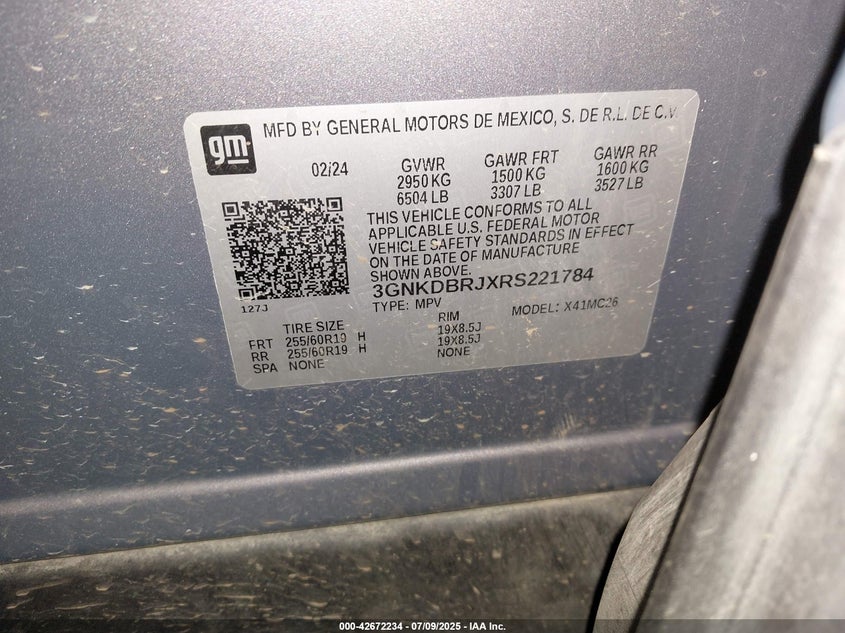 gm
MFD BY GENERAL MOTORS DE MEXICO, S. DE R.L. DE C.V
02/24
GVWR
2950 KG
6504 LB
GAWR FRT
1500 KG
3307 LB
GAWR RR
1600 KG
3527 LB
THIS VEHICLE CONFORMS TO ALL
APPLICABLE U.S. FEDERAL MOTOR
VEHICLE SAFETY STANDARDS IN EFFECT
ON THE DATE OF MANUFACTURE
SHOWN ABOVE.
3GNKDBRJXRS221784
127J
TYPE: MPV
MODEL: X41MC26
TIRE SIZE
RIM
FRT 255/60R19 H 19X8.5J
RR 255/60R19 H 19X8.5J
SPA NONE NONE
000-42672234 | 07/09/2025 - IAA Inc.